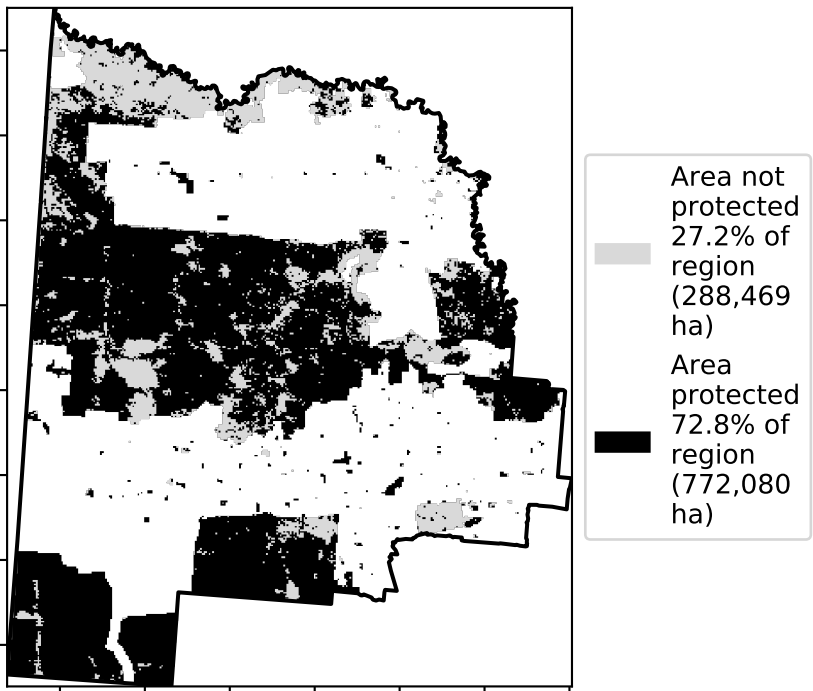 Area not
protected
27.2% of
region
(288,469
ha)
Area
protected
72.8% of
region
(772,080
ha)